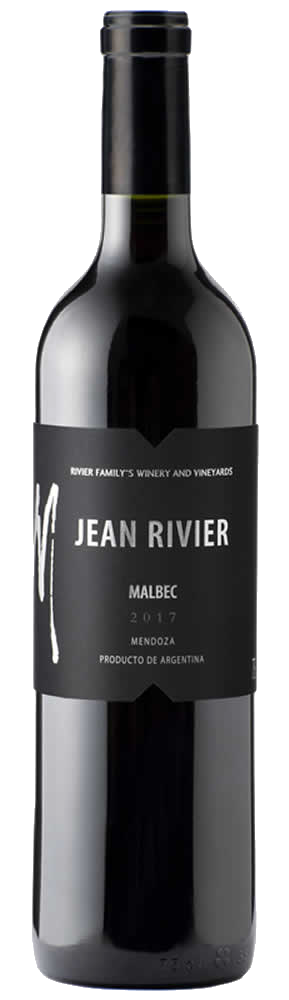 RIVIER FAMILY'S WINERY AND VINEYARDS
M
JEAN RIVIER
MALBEC
2017
MENDOZA
PRODUCTO DE ARGENTINA